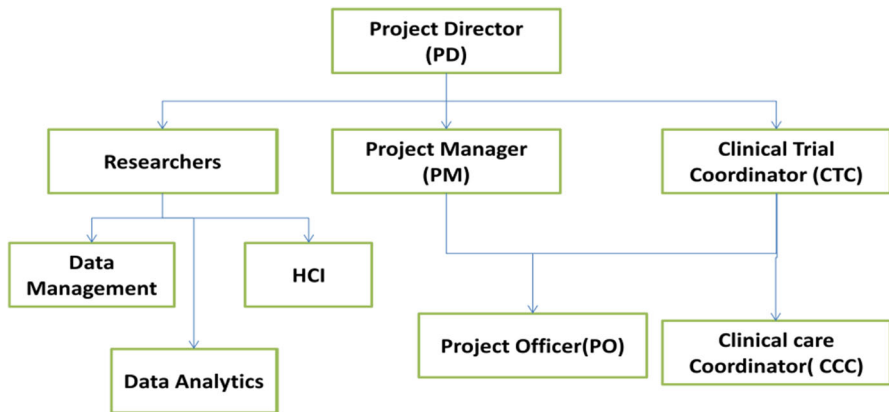 Project Director
(PD)
Researchers
Project Manager
(PM)
Clinical Trial
Coordinator (CTC)
Data
Management
HCI
Data Analytics
Project Officer(PO)
Clinical care
Coordinator( CCC)